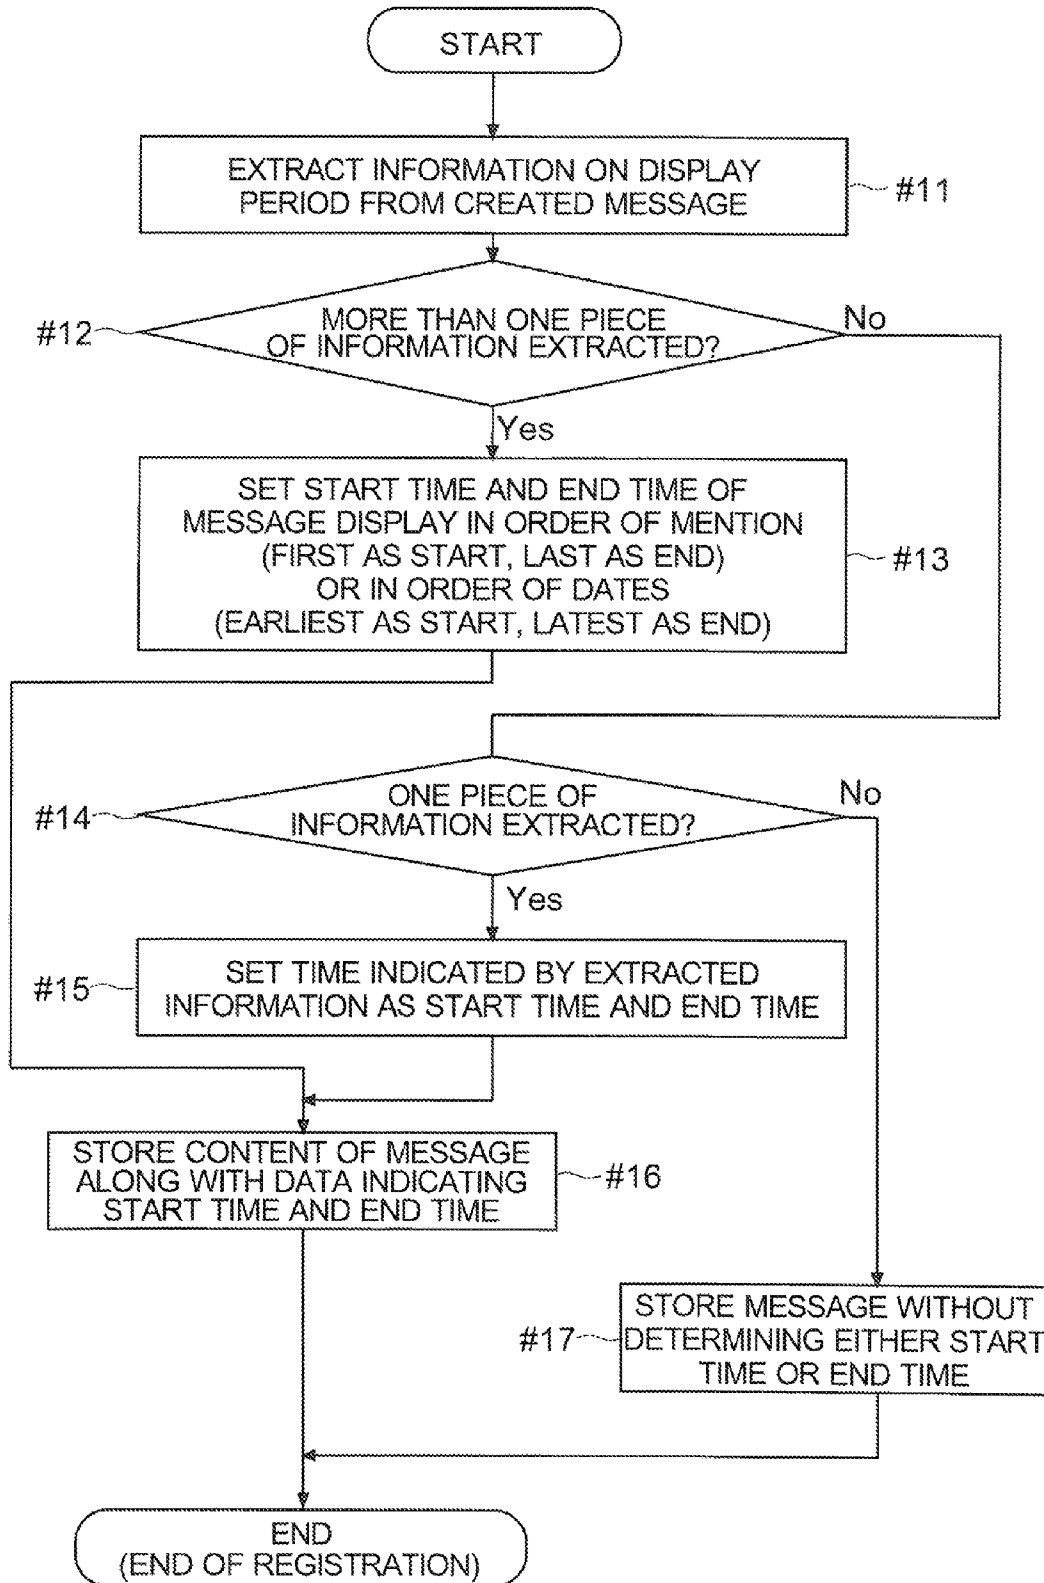 START
EXTRACT INFORMATION ON DISPLAY
PERIOD FROM CREATED MESSAGE
#11
#12
MORE THAN ONE PIECE
OF INFORMATION EXTRACTED?
No
Yes
SET START TIME AND END TIME OF
MESSAGE DISPLAY IN ORDER OF MENTION
(FIRST AS START, LAST AS END)
OR IN ORDER OF DATES
(EARLIEST AS START, LATEST AS END)
#13
#14
ONE PIECE OF
INFORMATION EXTRACTED?
No
Yes
#15
SET TIME INDICATED BY EXTRACTED
INFORMATION AS START TIME AND END TIME
STORE CONTENT OF MESSAGE
ALONG WITH DATA INDICATING
START TIME AND END TIME
#16
#17
STORE MESSAGE WITHOUT
DETERMINING EITHER START
TIME OR END TIME
END
(END OF REGISTRATION)